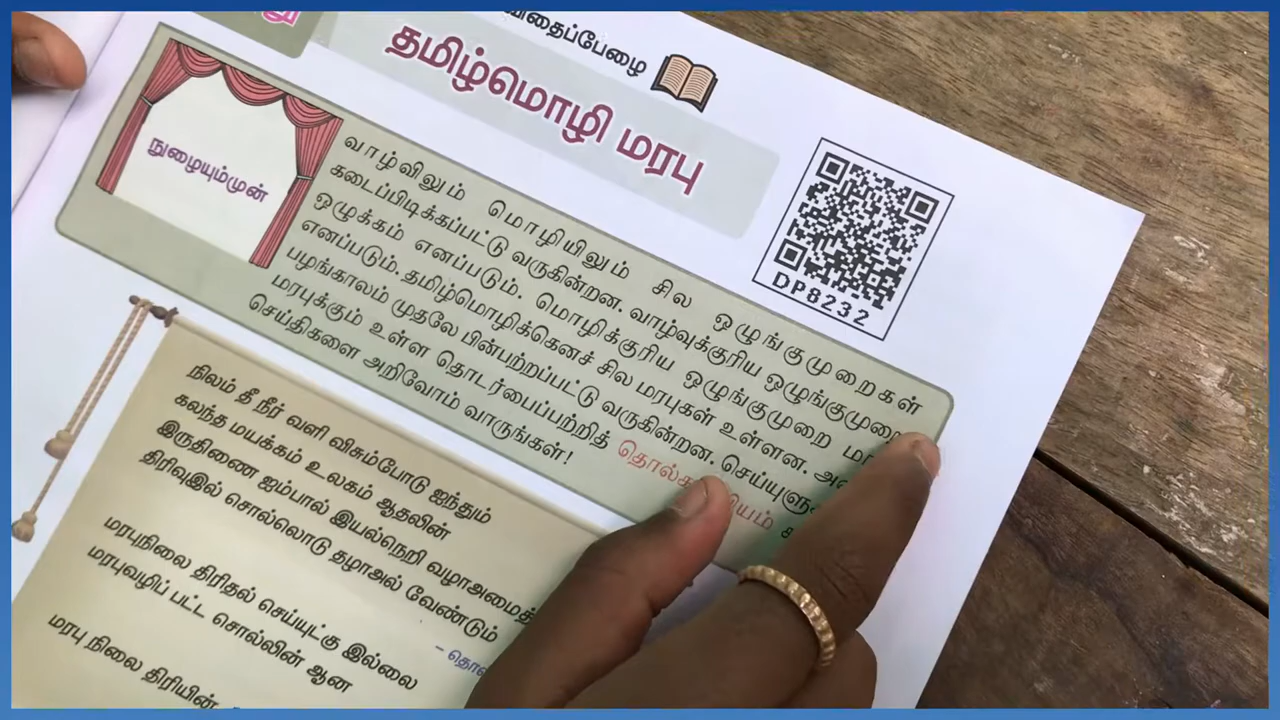 தமிழ்மொழி மரபு
DP8232
நுழையும்முன்
வாழ்விலும் மொழியிலும் சில ஒழுங்குமுறைகள்
கடைப்பிடிக்கப்பட்டு வருகின்றன. வாழ்வுக்குரிய ஒழுங்குமுறை
ஒழுக்கம் எனப்படும். மொழிக்குரிய ஒழுங்குமுறை
எனப்படும். தமிழ்மொழிக்கெனச் சில மரபுகள் உள்ளன.
பழங்காலம் முதலே பின்பற்றப்பட்டு வருகின்றன.
மரபுக்கும் உள்ள தொடர்பைப்பற்றித்
செய்திகளை அறிவோம் வாருங்கள்!
நிலம் தீ நீர் வளி விசும்போடு ஐந்தும்
கலந்த மயக்கம் உலகம் ஆதலின்
இருதிணை ஐம்பால் இயல்நெறி வழாஅமைத்
திரிவுஇல் சொல்லொடு தழாஅல் வேண்டும்
மரபுநிலை திரிதல் செய்யுட்கு இல்லை
மரபுவழிப் பட்ட சொல்லின் ஆன
மரபு நிலை திரியின்